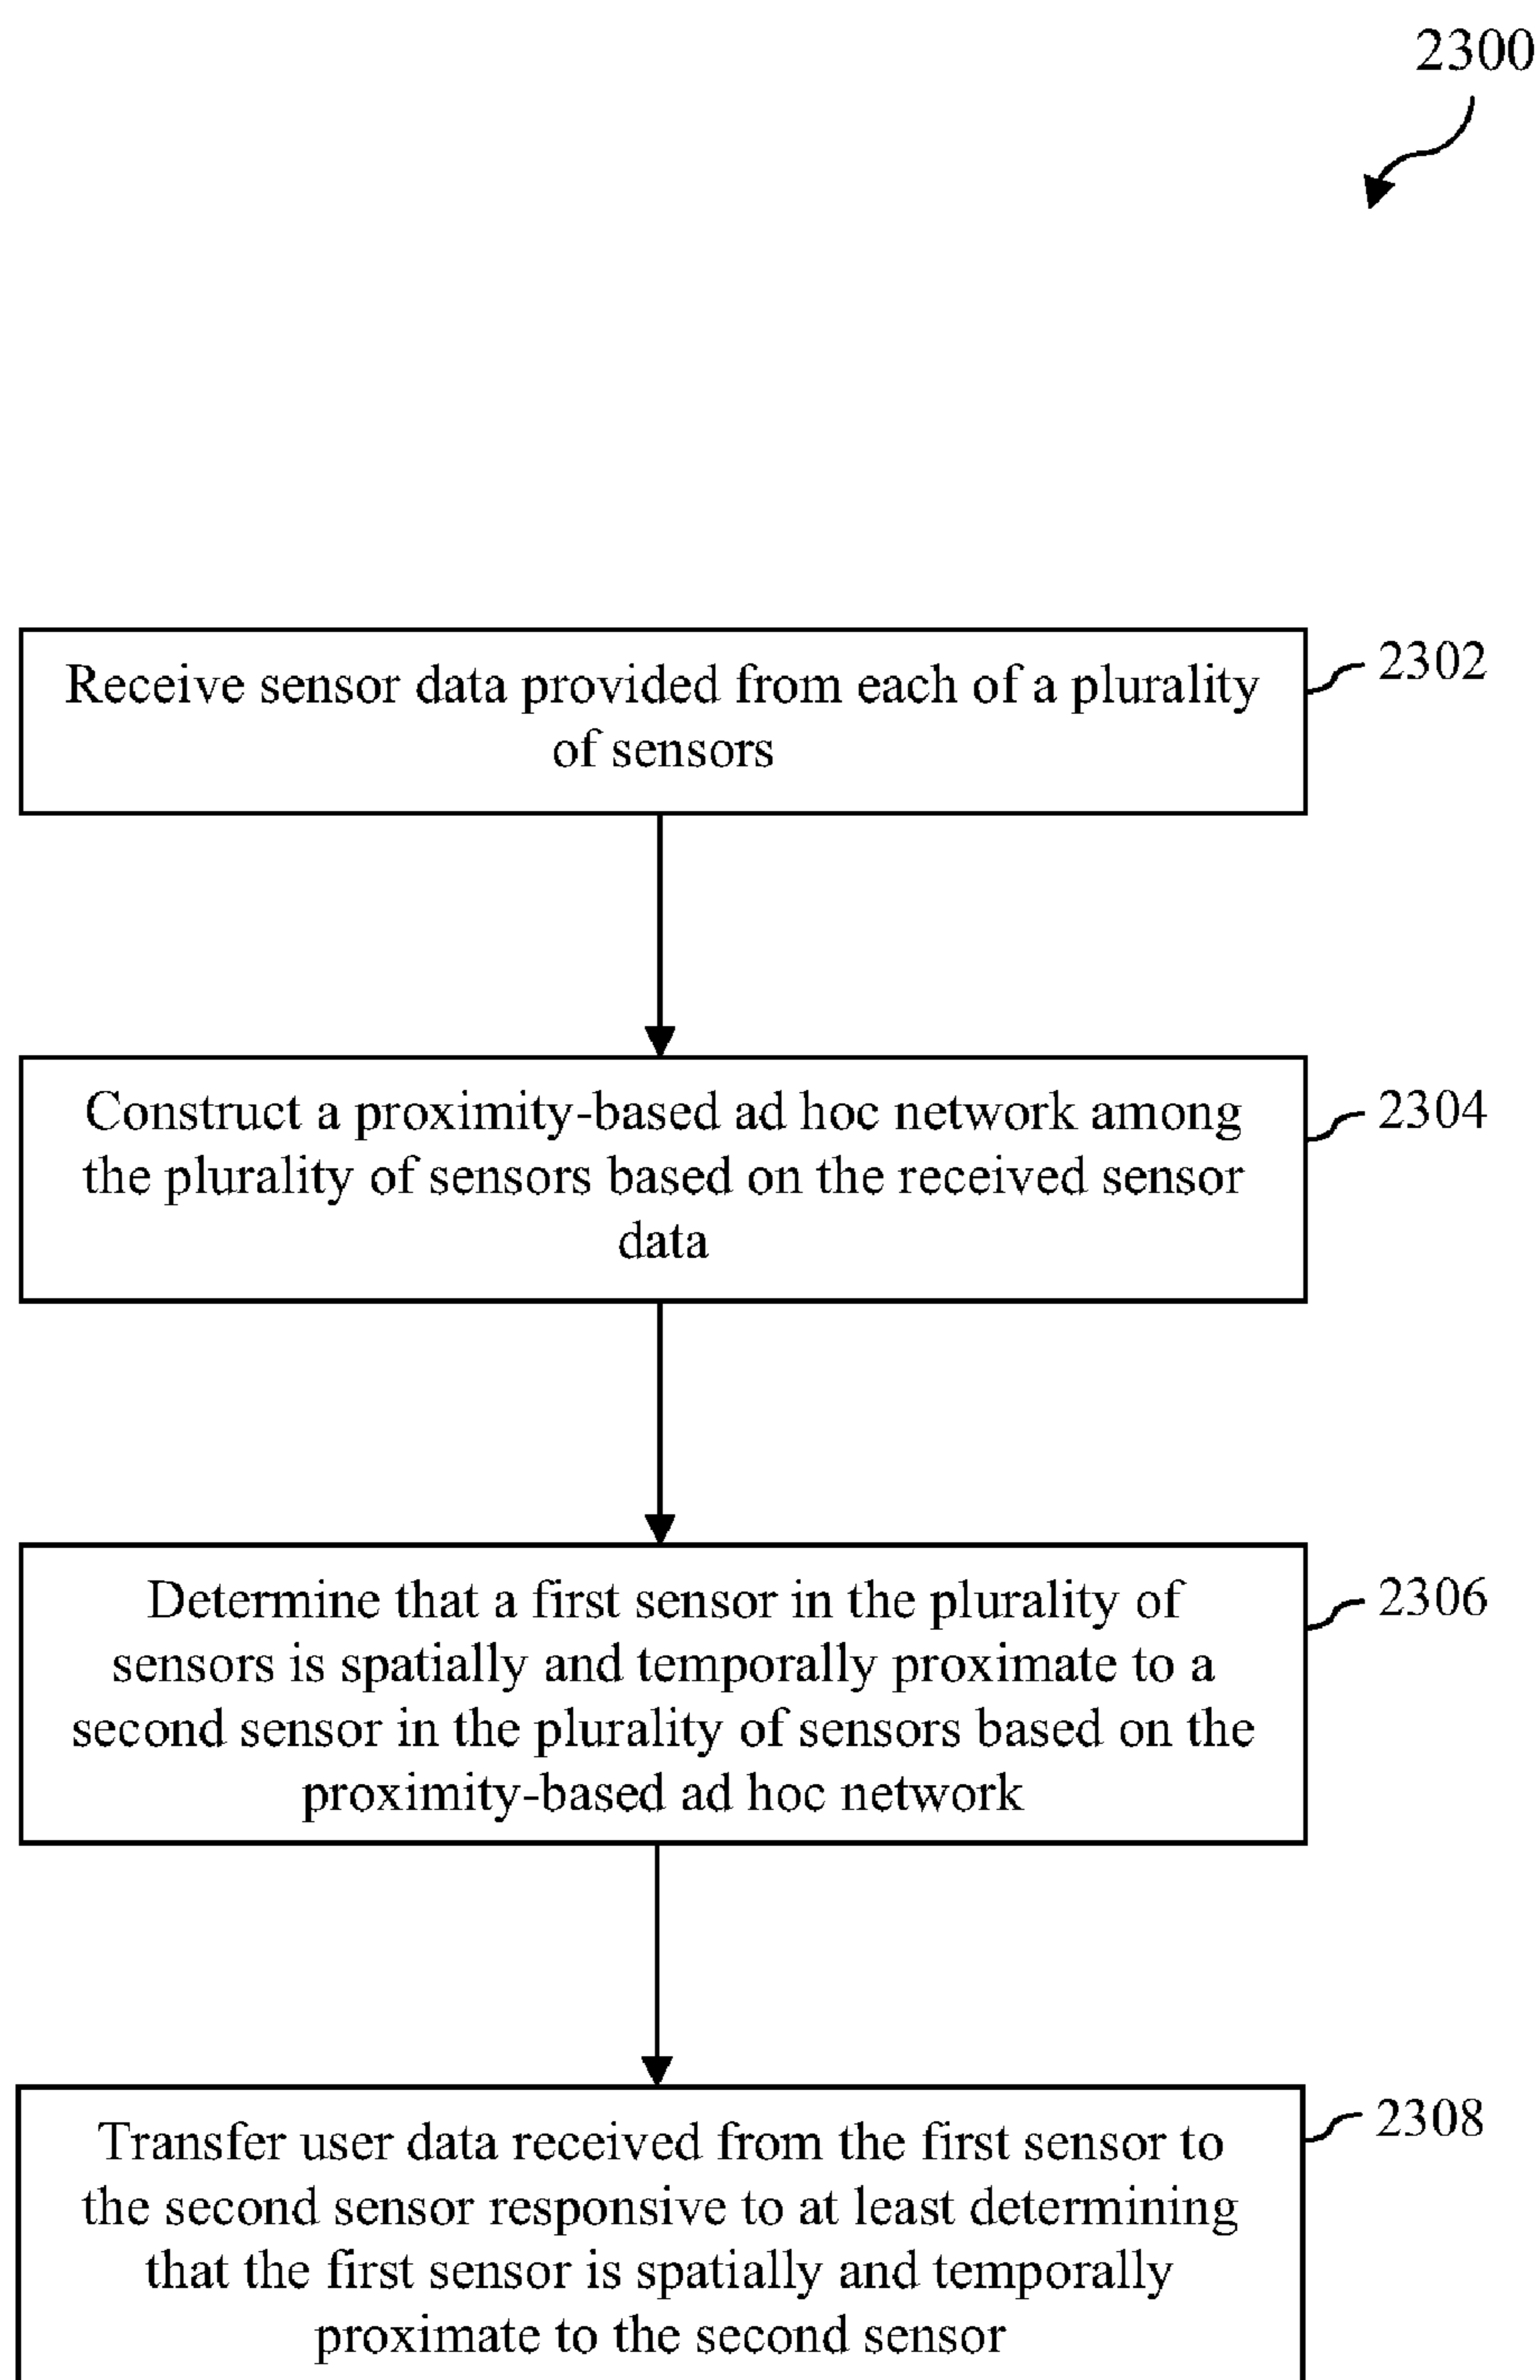 2300
Receive sensor data provided from each of a plurality
of sensors
2302
Construct a proximity-based ad hoc network among
the plurality of sensors based on the received sensor
data
2304
Determine that a first sensor in the plurality of
sensors is spatially and temporally proximate to a
second sensor in the plurality of sensors based on the
proximity-based ad hoc network
2306
Transfer user data received from the first sensor to
the second sensor responsive to at least determining
that the first sensor is spatially and temporally
proximate to the second sensor
2308